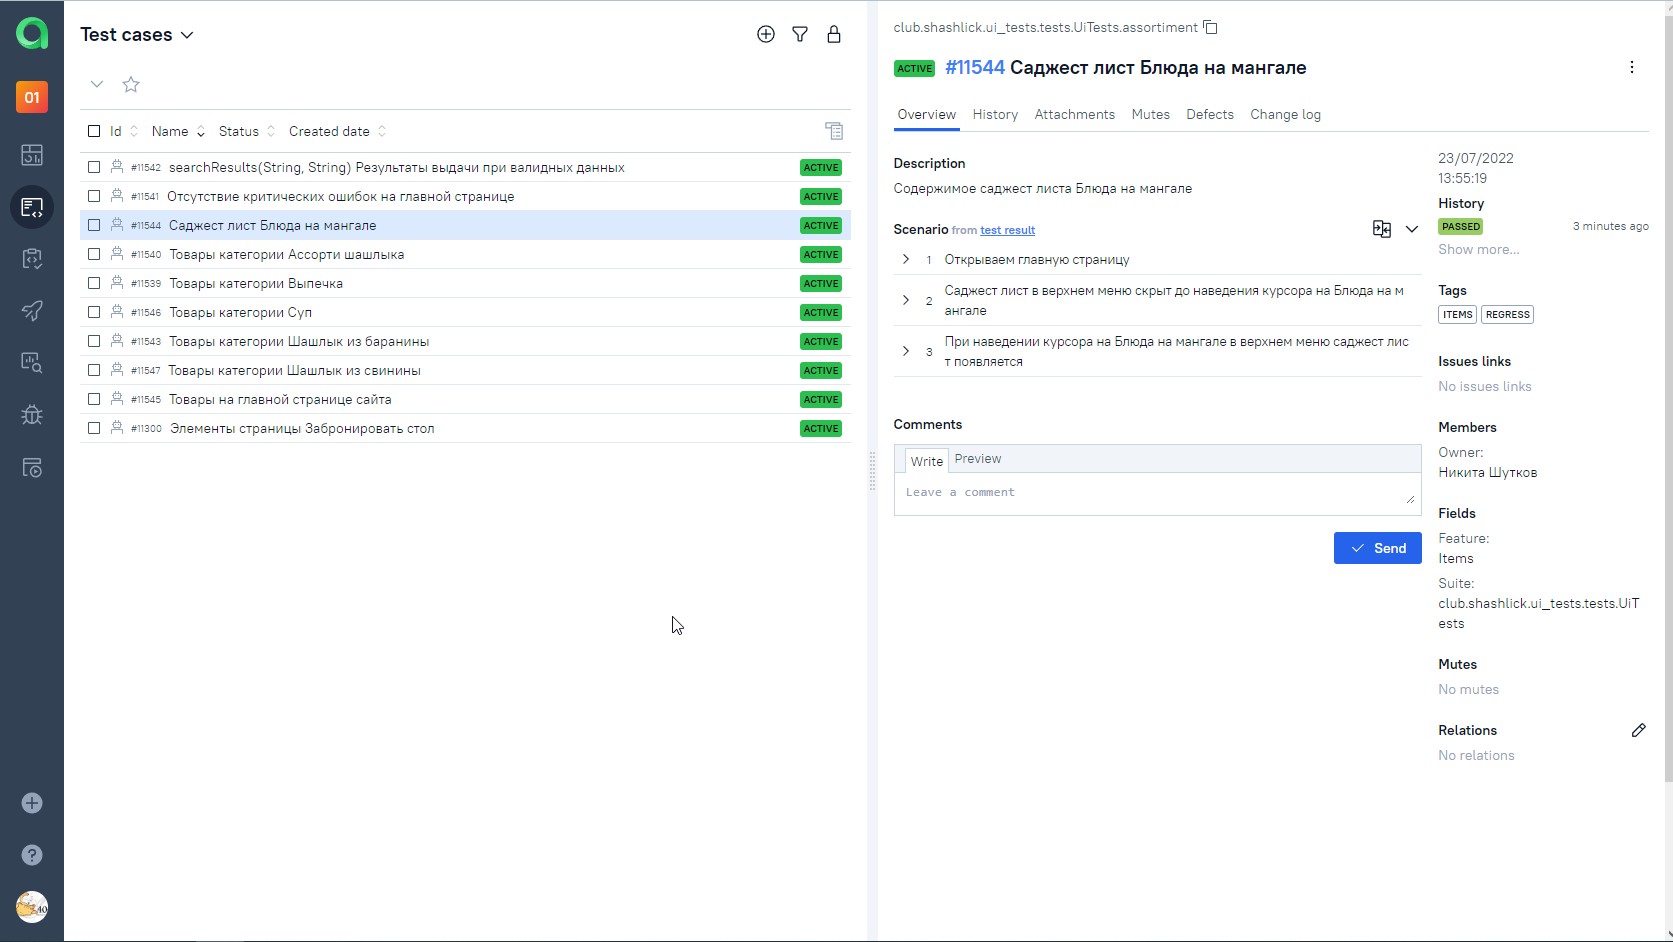 Test cases
01
Id Name Status Created date
#11542 searchResults(String, String) Результаты выдачи при валидных данных ACTIVE
#11541 Отсутствие критических ошибок на главной странице ACTIVE
#11544 Саджест лист Блюда на мангале ACTIVE
#11540 Товары категории Ассорти шашлыка ACTIVE
#11539 Товары категории Выпечка ACTIVE
#11546 Товары категории Суп ACTIVE
#11543 Товары категории Шашлык из баранины ACTIVE
#11547 Товары категории Шашлык из свинины ACTIVE
#11545 Товары на главной странице сайта ACTIVE
#11300 Элементы страницы Забронировать стол ACTIVE
club.shashlick.ui_tests.tests.UiTests.assortiment
ACTIVE #11544 Саджест лист Блюда на мангале
Overview History Attachments Mutes Defects Change log
Description
Содержимое саджест листа Блюда на мангале
Scenario from test result
1 Открываем главную страницу
2 Саджест лист в верхнем меню скрыт до наведения курсора на Блюда на м
ангале
3 При наведении курсора на Блюда на мангале в верхнем меню саджест лис
т появляется
Comments
Write Preview
Leave a comment
Send
23/07/2022
13:55:19
History
PASSED 3 minutes ago
Show more...
Tags
ITEMS REGRESS
Issues links
No issues links
Members
Owner:
Никита Шутков
Fields
Feature:
Items
Suite:
club.shashlick.ui_tests.tests.UiT
ests
Mutes
No mutes
Relations
No relations